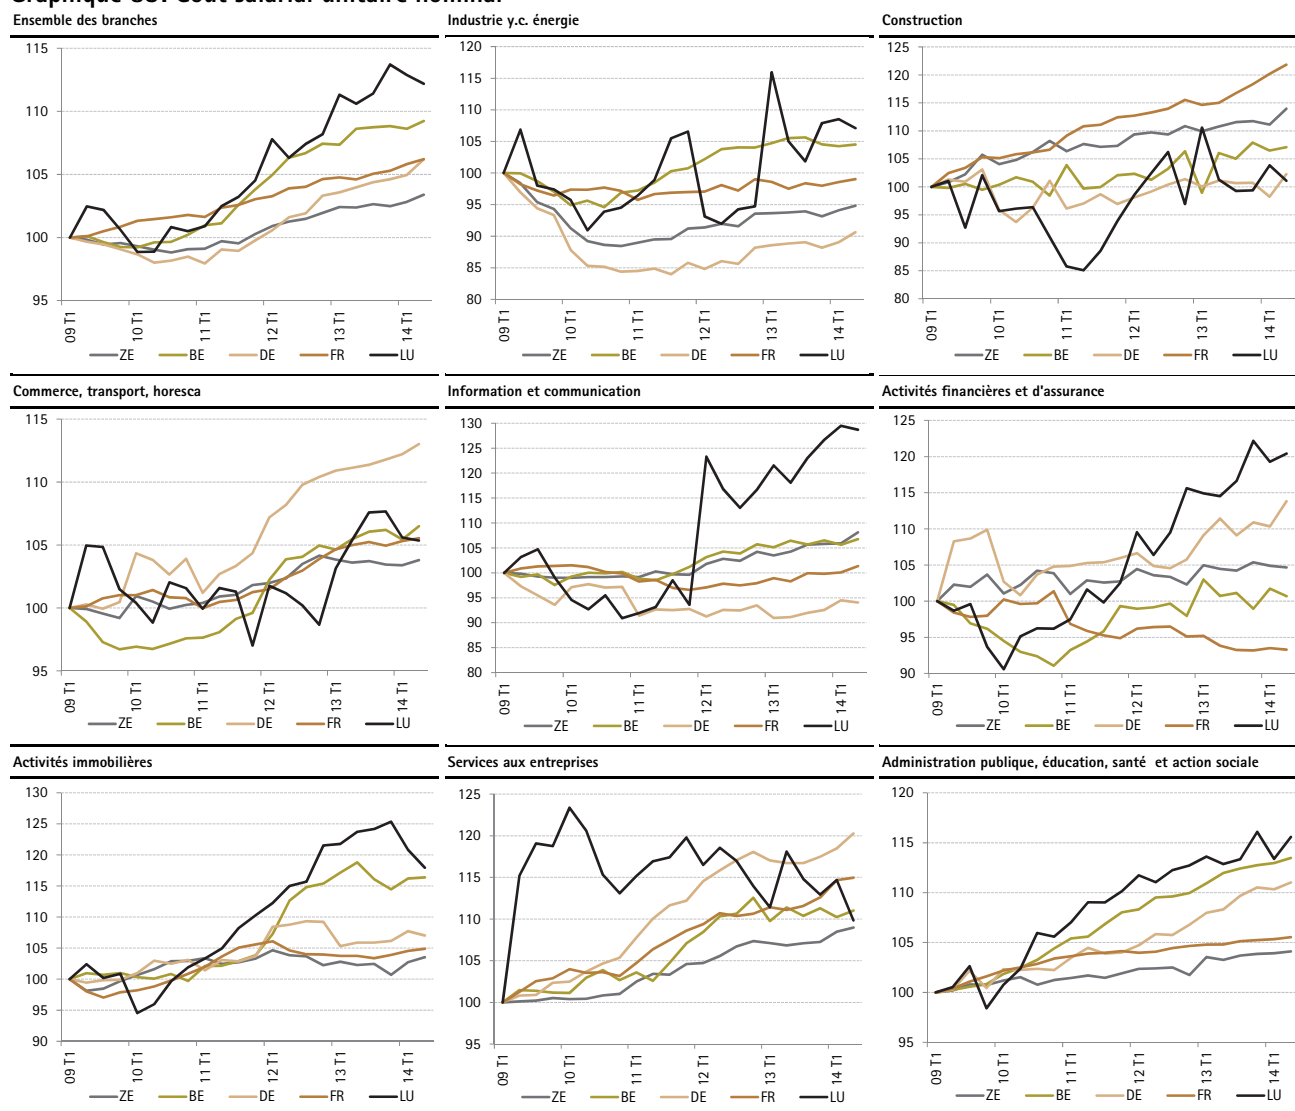 Graphique 33: Coût salarial unitaire nominal
Ensemble des branches
115
110
105
100
95
09 T1
10 T1
11 T1
12 T1
13 T1
14 T1
ZE BE DE FR LU
Industrie y.c. énergie
120
115
110
105
100
95
90
85
80
09 T1
10 T1
11 T1
12 T1
13 T1
14 T1
ZE BE DE FR LU
Construction
125
120
115
110
105
100
95
90
85
80
09 T1
10 T1
11 T1
12 T1
13 T1
14 T1
ZE BE DE FR LU
Commerce, transport, horesca
115
110
105
100
95
09 T1
10 T1
11 T1
12 T1
13 T1
14 T1
ZE BE DE FR LU
Information et communication
130
125
120
115
110
105
100
95
90
85
80
09 T1
10 T1
11 T1
12 T1
13 T1
14 T1
ZE BE DE FR LU
Activités financières et d'assurance
125
120
115
110
105
100
95
90
09 T1
10 T1
11 T1
12 T1
13 T1
14 T1
ZE BE DE FR LU
Activités immobilières
130
125
120
115
110
105
100
95
90
09 T1
10 T1
11 T1
12 T1
13 T1
14 T1
ZE BE DE FR LU
Services aux entreprises
125
120
115
110
105
100
95
09 T1
10 T1
11 T1
12 T1
13 T1
14 T1
ZE BE DE FR LU
Administration publique, éducation, santé et action sociale
120
115
110
105
100
95
09 T1
10 T1
11 T1
12 T1
13 T1
14 T1
ZE BE DE FR LU